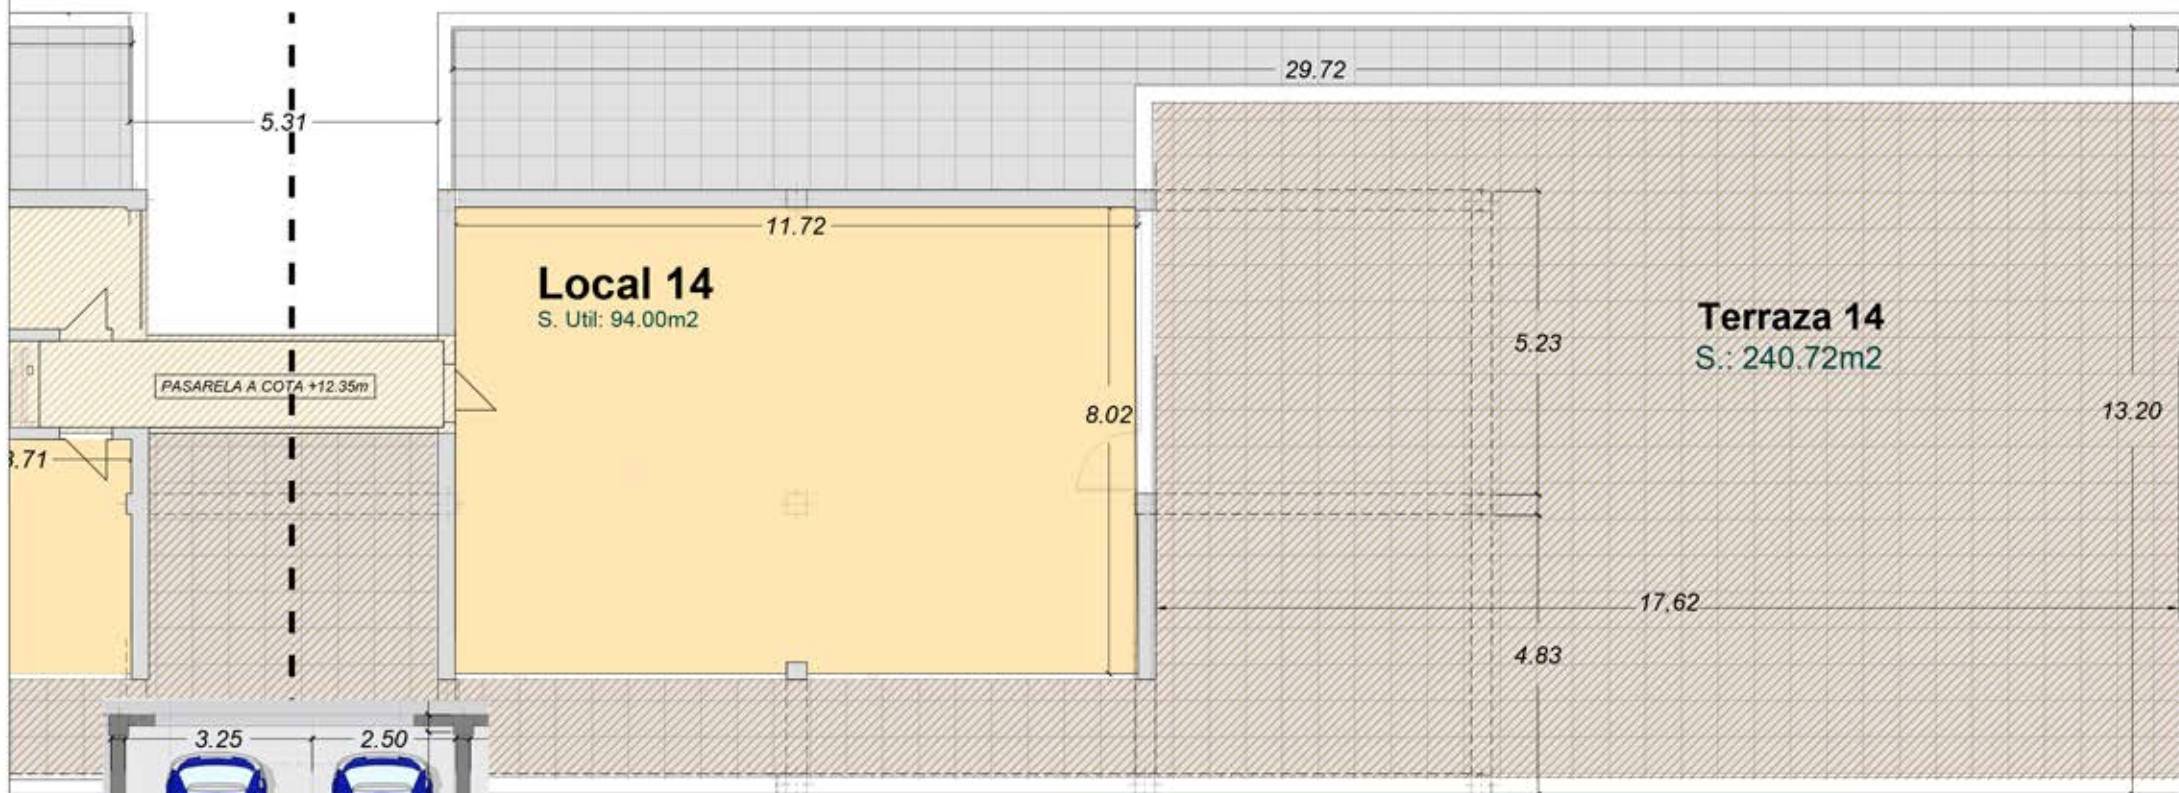 29.72
5.31
11.72
Local 14
S. Util: 94.00m2
Terraza 14
S.: 240.72m2
5.23
PASARELA A COTA +12.35m
8.02
13.20
3.71
17,62
4.83
3.25
2.50